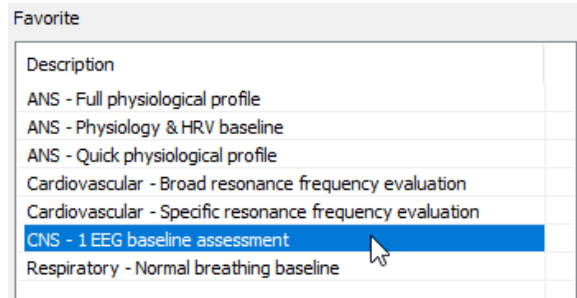 Favorite
Description
ANS - Full physiological profile
ANS - Physiology & HRV baseline
ANS - Quick physiological profile
Cardiovascular - Broad resonance frequency evaluation
Cardiovascular - Specific resonance frequency evaluation
CNS - 1 EEG baseline assessment
Respiratory - Normal breathing baseline